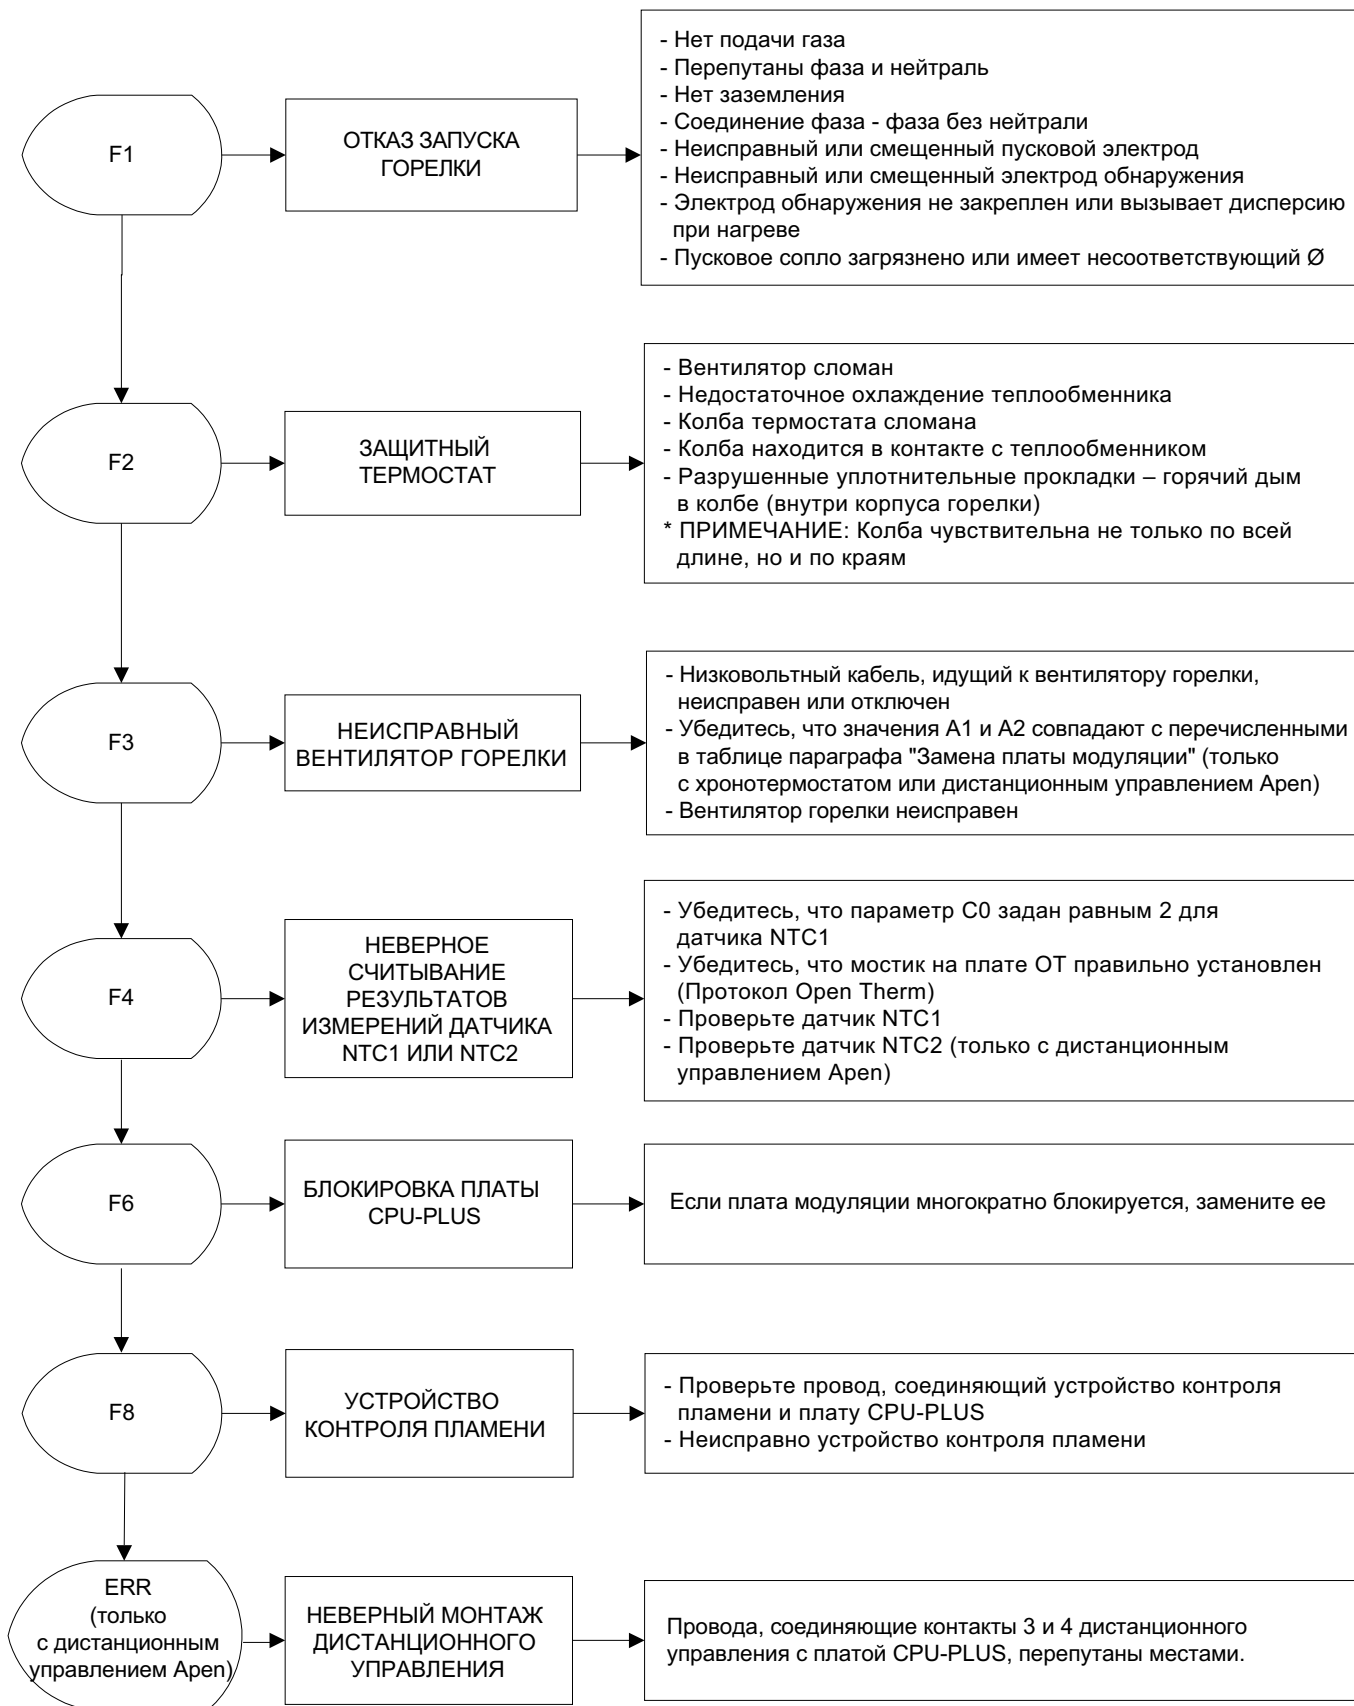 F1
ОТКАЗ ЗАПУСКА
ГОРЕЛКИ
- Нет подачи газа
- Перепутаны фаза и нейтраль
- Нет заземления
- Соединение фаза - фаза без нейтрали
- Неисправный или смещенный пусковой электрод
- Неисправный или смещенный электрод обнаружения
- Электрод обнаружения не закреплен или вызывает дисперсию
при нагреве
- Пусковое сопло загрязнено или имеет несоответствующий Ø
F2
ЗАЩИТНЫЙ
ТЕРМОСТАТ
- Вентилятор сломан
- Недостаточное охлаждение теплообменника
- Колба термостата сломана
- Колба находится в контакте с теплообменником
- Разрушенные уплотнительные прокладки – горячий дым
в колбе (внутри корпуса горелки)
* ПРИМЕЧАНИЕ: Колба чувствительна не только по всей
длине, но и по краям
F3
НЕИСПРАВНЫЙ
ВЕНТИЛЯТОР ГОРЕЛКИ
- Низковольтный кабель, идущий к вентилятору горелки,
неисправен или отключен
- Убедитесь, что значения А1 и А2 совпадают с перечисленными
в таблице параграфа "Замена платы модуляции" (только
с хронотермостатом или дистанционным управлением Apen)
- Вентилятор горелки неисправен
F4
НЕВЕРНОЕ
СЧИТЫВАНИЕ
РЕЗУЛЬТАТОВ
ИЗМЕРЕНИЙ ДАТЧИКА
NTC1 ИЛИ NTC2
- Убедитесь, что параметр С0 задан равным 2 для
датчика NTC1
- Убедитесь, что мостик на плате ОТ правильно установлен
(Протокол Open Therm)
- Проверьте датчик NTC1
- Проверьте датчик NTC2 (только с дистанционным
управлением Apen)
F6
БЛОКИРОВКА ПЛАТЫ
CPU-PLUS
Если плата модуляции многократно блокируется, замените ее
F8
УСТРОЙСТВО
КОНТРОЛЯ ПЛАМЕНИ
- Проверьте провод, соединяющий устройство контроля
пламени и плату CPU-PLUS
- Неисправно устройство контроля пламени
ERR
(только
с дистанционным
управлением Apen)
НЕВЕРНЫЙ МОНТАЖ
ДИСТАНЦИОННОГО
УПРАВЛЕНИЯ
Провода, соединяющие контакты 3 и 4 дистанционного
управления с платой CPU-PLUS, перепутаны местами.